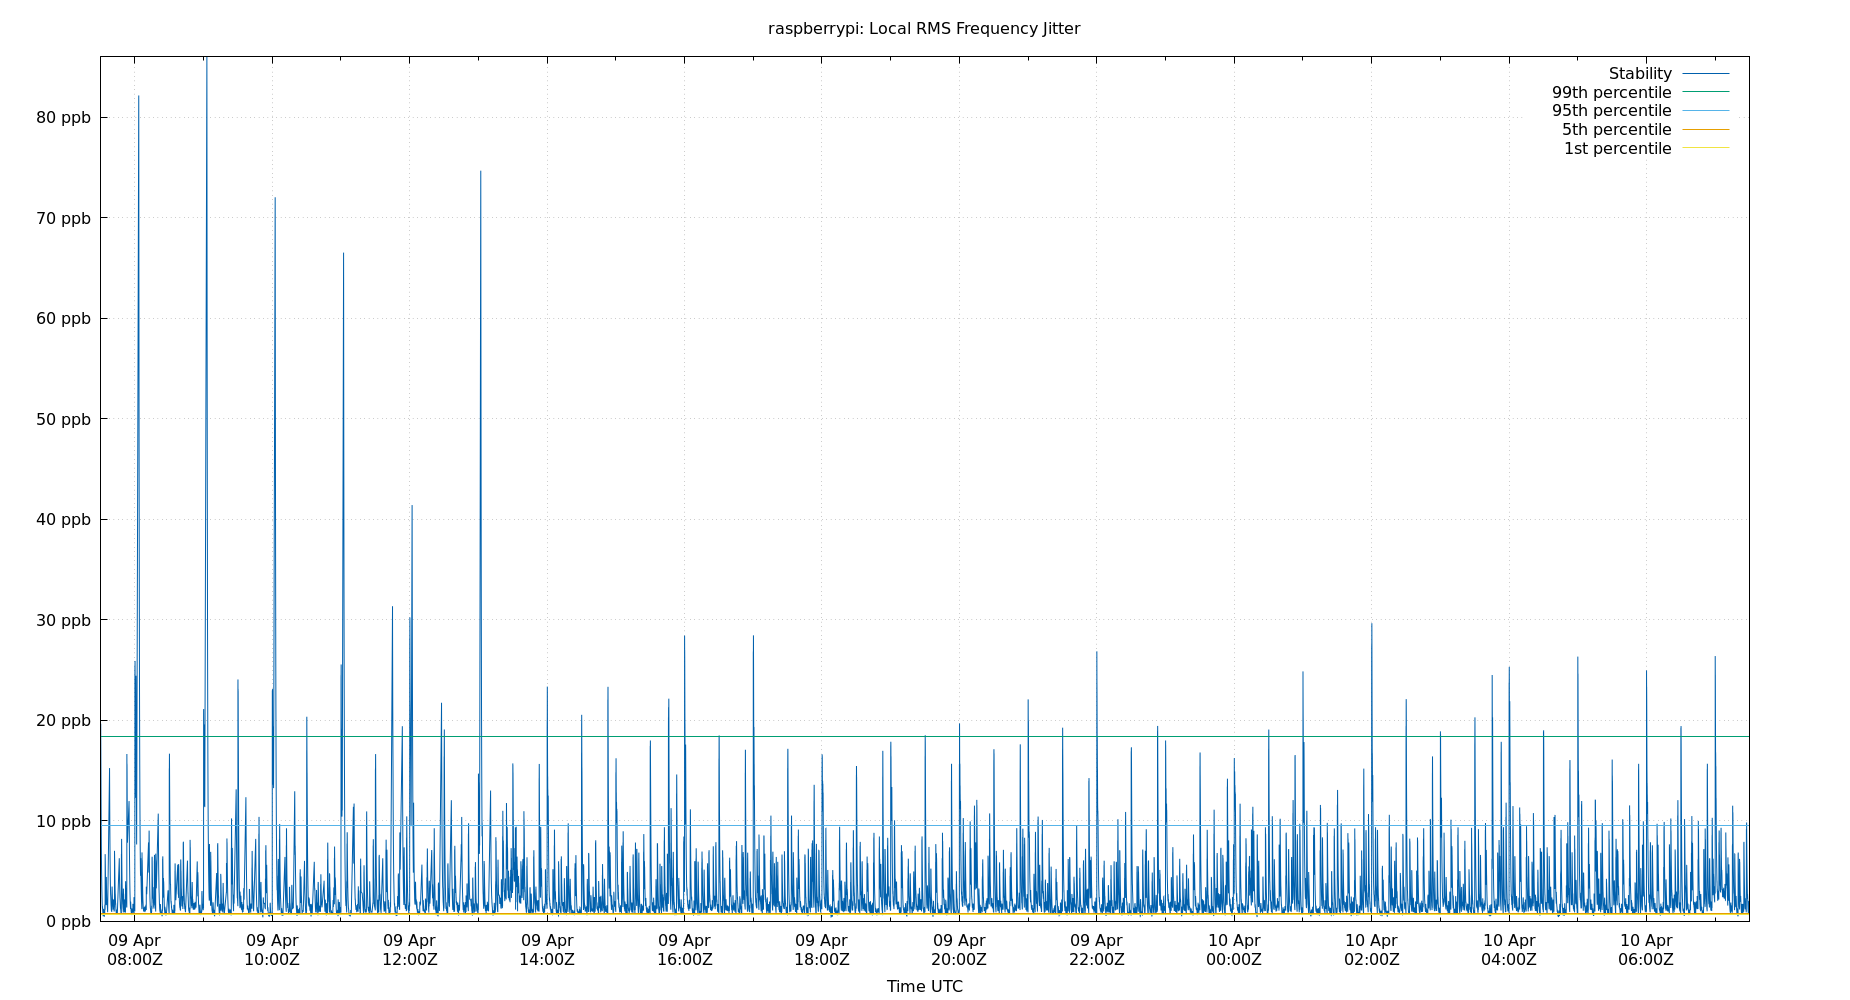 raspberrypi: Local RMS Frequency Jitter
Stability
99th percentile
95th percentile
5th percentile
1st percentile
80 ppb
70 ppb
60 ppb
50 ppb
40 ppb
30 ppb
20 ppb
10 ppb
0 ppb
09 Apr 09 Apr 09 Apr 09 Apr 09 Apr 09 Apr 09 Apr 09 Apr 10 Apr 10 Apr 10 Apr 10 Apr
08:00Z 10:00Z 12:00Z 14:00Z 16:00Z 18:00Z 20:00Z 22:00Z 00:00Z 02:00Z 04:00Z 06:00Z
Time UTC